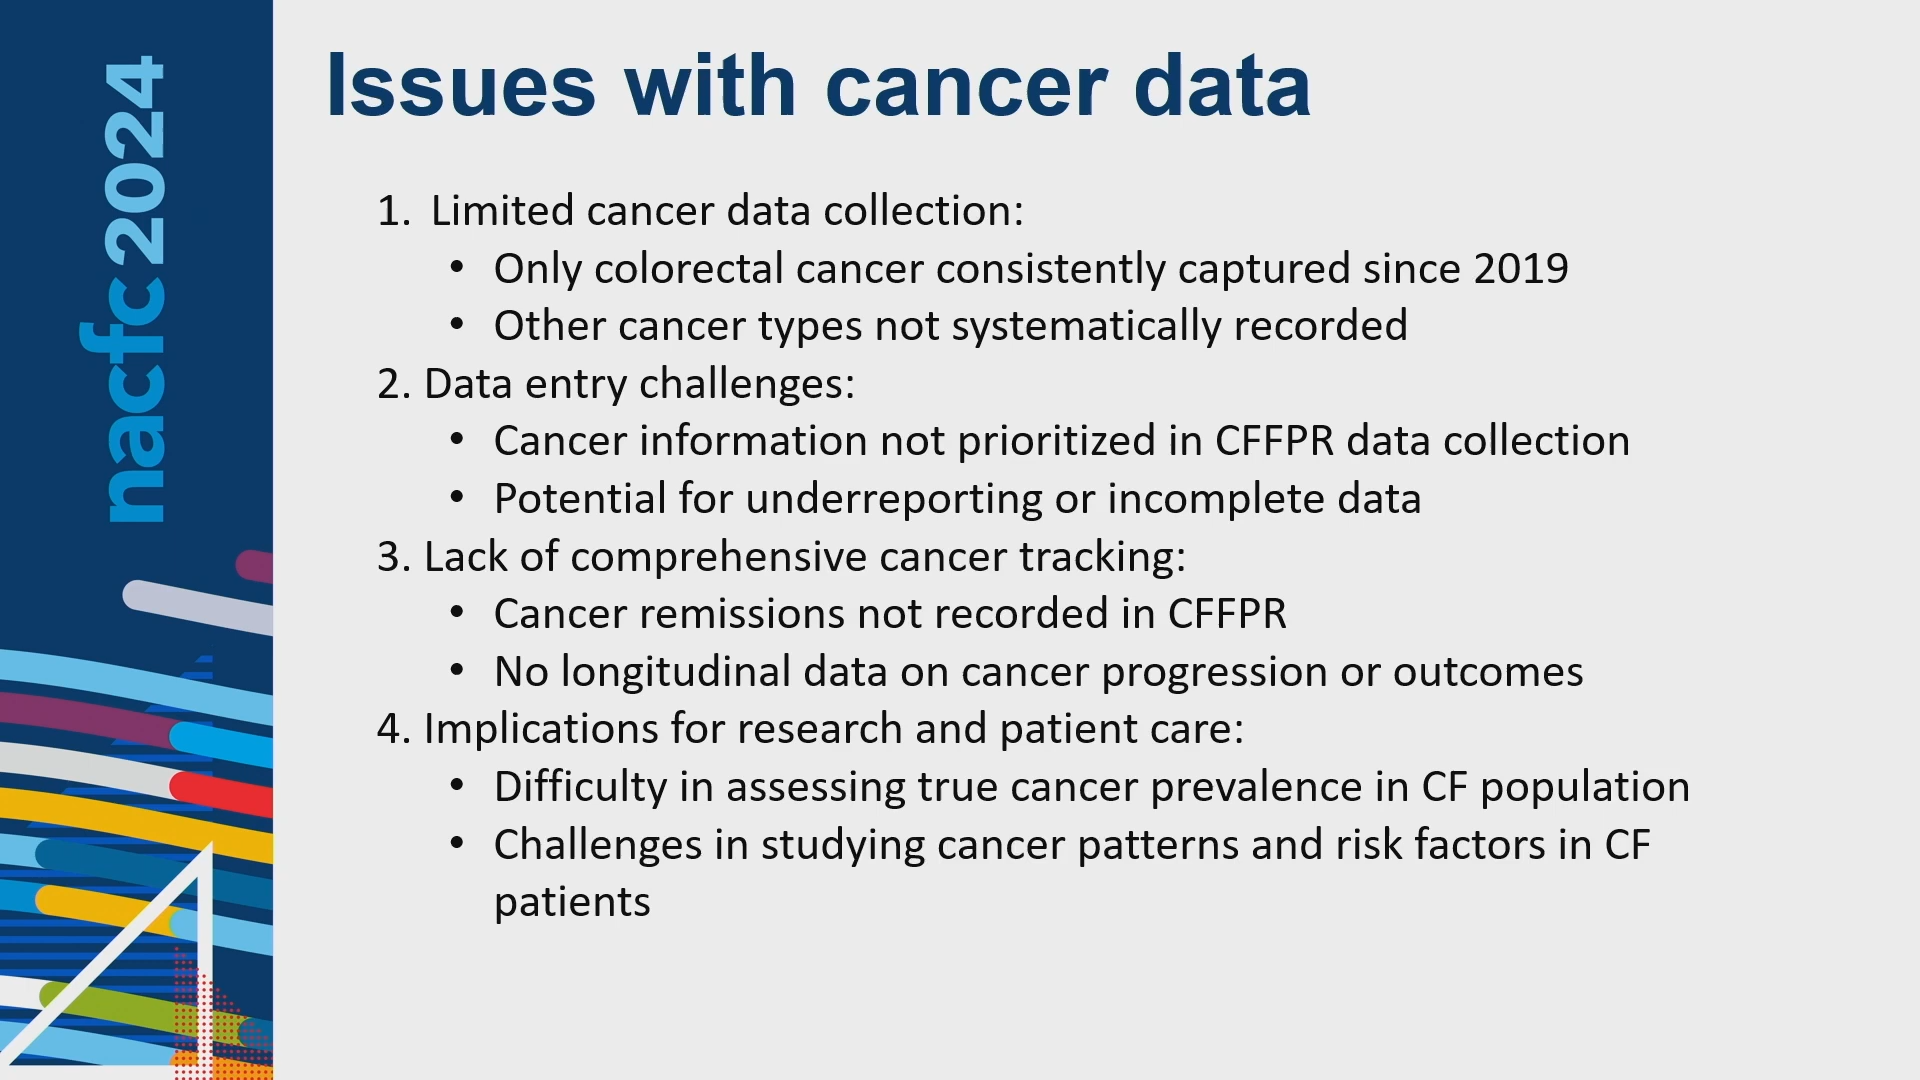 nacfc 2024
Issues with cancer data
1. Limited cancer data collection:
• Only colorectal cancer consistently captured since 2019
• Other cancer types not systematically recorded
2. Data entry challenges:
• Cancer information not prioritized in CFFPR data collection
• Potential for underreporting or incomplete data
3. Lack of comprehensive cancer tracking:
• Cancer remissions not recorded in CFFPR
• No longitudinal data on cancer progression or outcomes
4. Implications for research and patient care:
• Difficulty in assessing true cancer prevalence in CF population
• Challenges in studying cancer patterns and risk factors in CF
patients